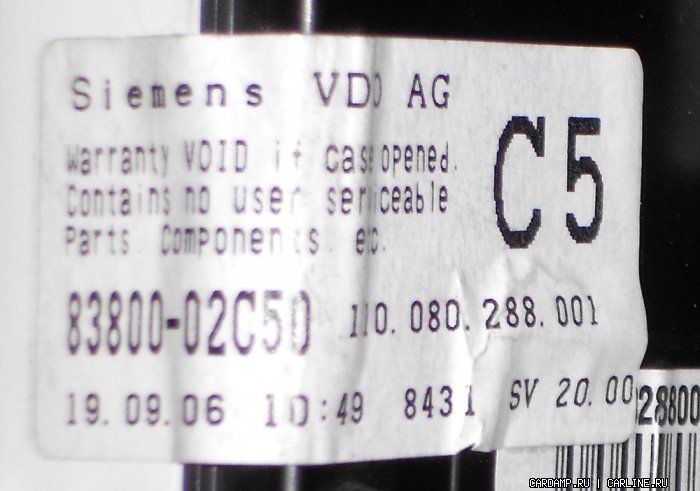 Siemens VDO AG
C5
Warranty VOID if case opened.
Contains no user serviceable
Parts Components etc.
83800-02C50 110.080.288.001
19.09.06 10:49 8431 SV 20.00
28800
CARDAMP.RU | CARLINE.RU